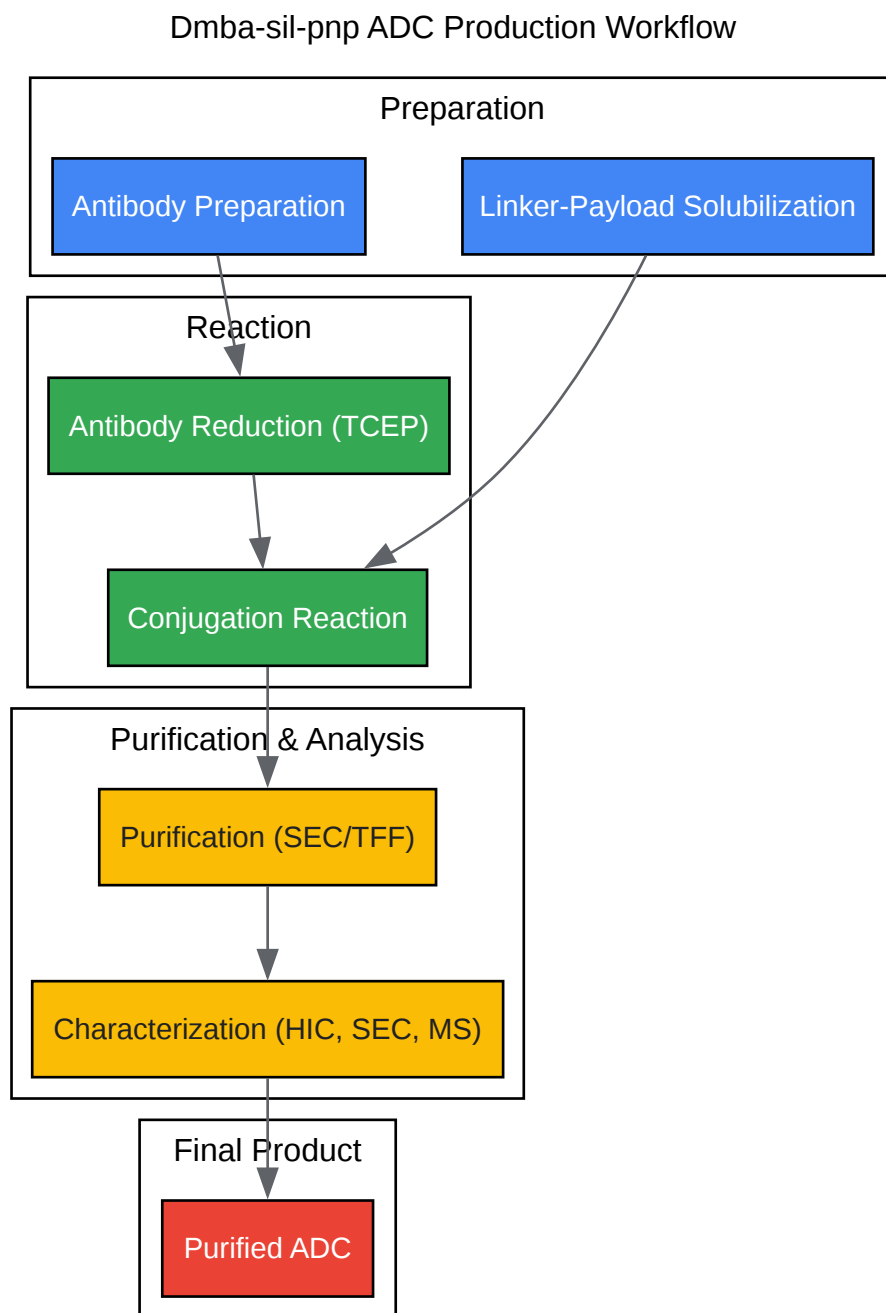 Dmba-sil-pnp ADC Production Workflow
Preparation
Antibody Preparation
Linker-Payload Solubilization
Reaction
Antibody Reduction (TCEP)
Conjugation Reaction
Purification & Analysis
Purification (SEC/TFF)
Characterization (HIC, SEC, MS)
Final Product
Purified ADC